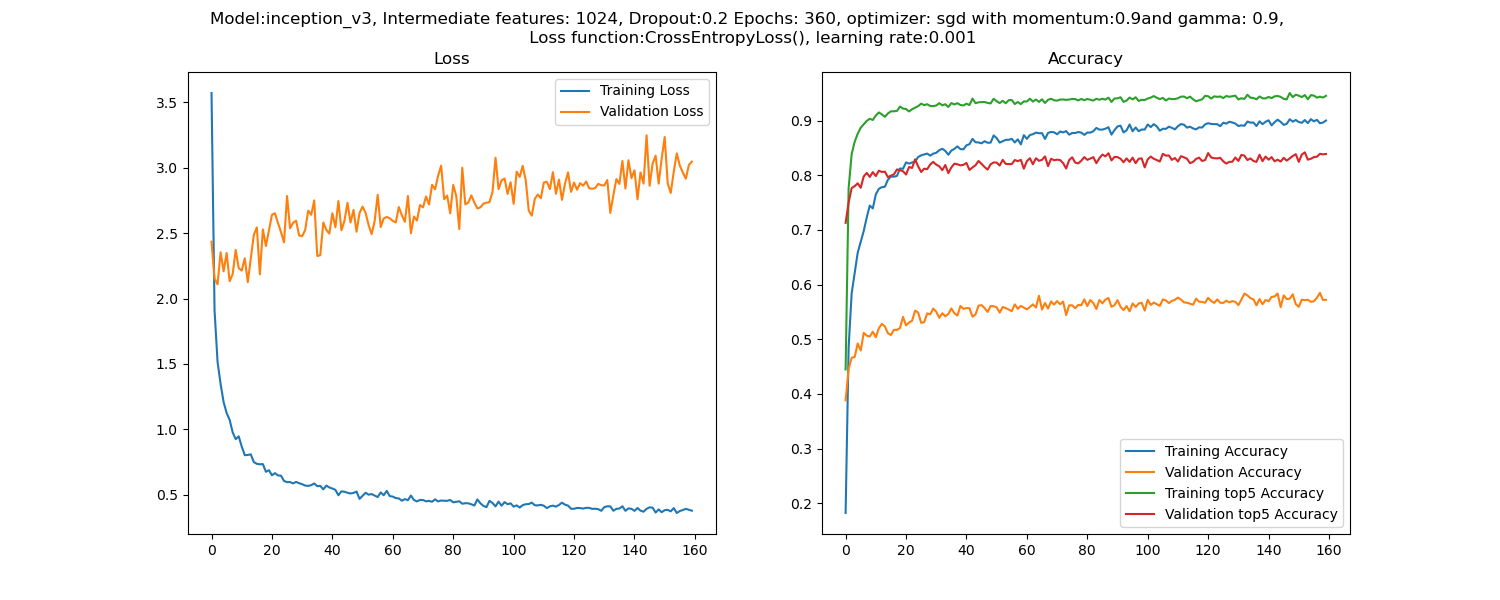 Model:inception_v3, Intermediate features: 1024, Dropout:0.2 Epochs: 360, optimizer: sgd with momentum:0.9and gamma: 0.9,
Loss function:CrossEntropyLoss(), learning rate:0.001
Loss
3.5
3.0
2.5
2.0
1.5
1.0
0.5
0 20 40 60 80 100 120 140 160
Training Loss
Validation Loss
Accuracy
0.9
0.8
0.7
0.6
0.5
0.4
0.3
0.2
0 20 40 60 80 100 120 140 160
Training Accuracy
Validation Accuracy
Training top5 Accuracy
Validation top5 Accuracy